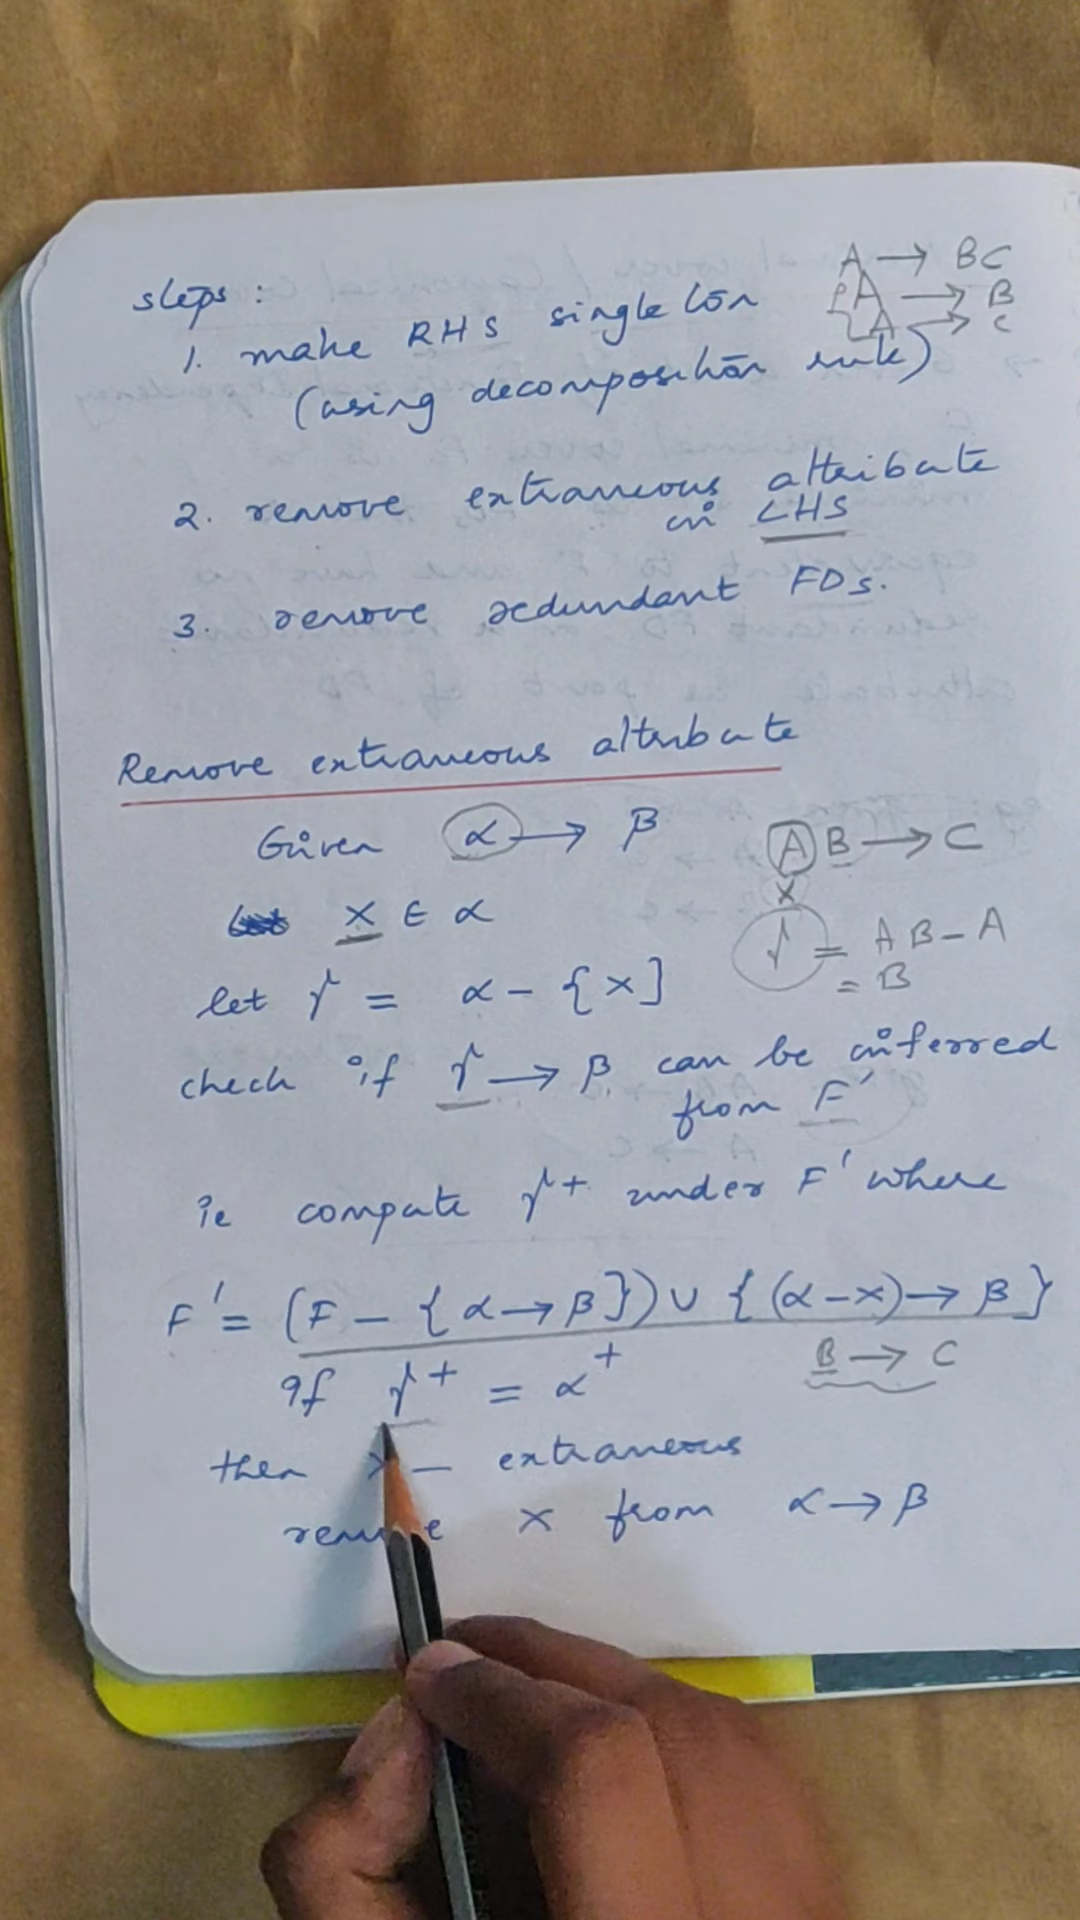 steps :
A → BC
A → B
A → C
1. make RHS singleton
(using decomposition rule)
2. remove extraneous attribute
in LHS
3. remove redundant FDs.
Remove extraneous attribute
Given α → β
AB → C
x
X ∈ α
γ = AB - A
= B
let γ = α - {x}
check if γ → β can be inferred
from F'
ie compute γ+ under F' where
F' = (F - {α → β}) ∪ {(α-x) → β}
B → C
If γ+ = α+
then x — extraneous
remove x from α → β